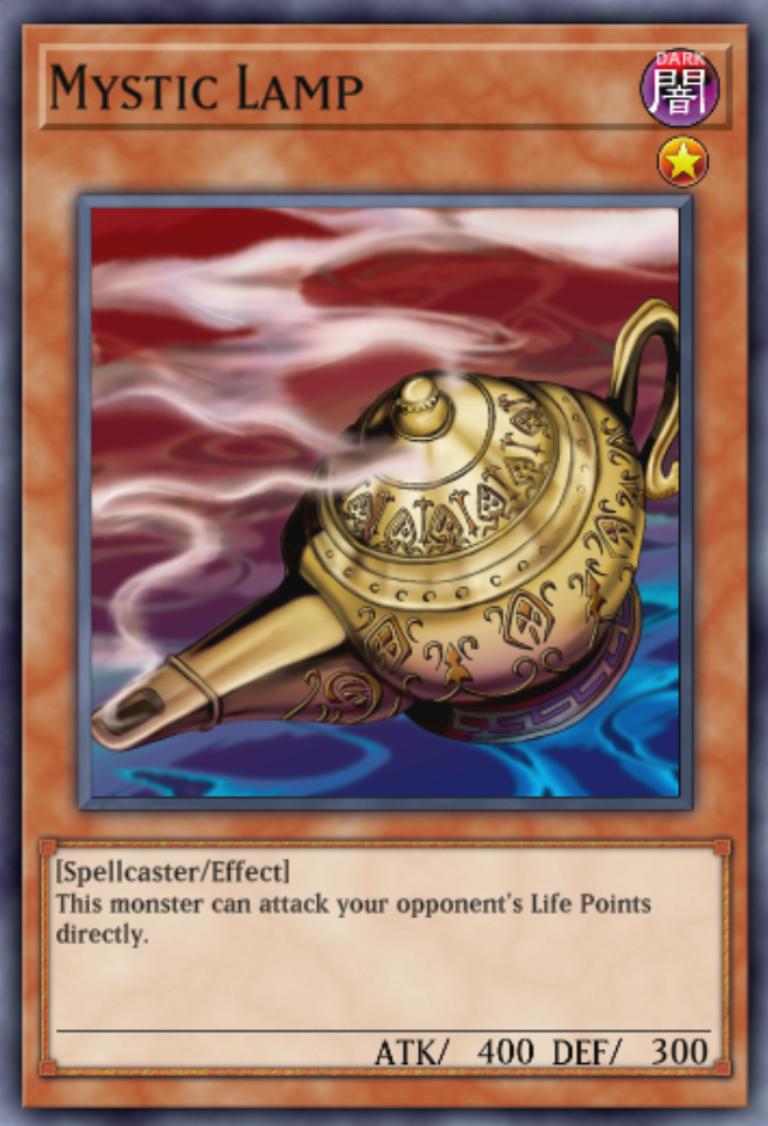 Mystic Lamp
DARK
闇
[Spellcaster/Effect]
This monster can attack your opponent's Life Points
directly.
ATK/ 400 DEF/ 300